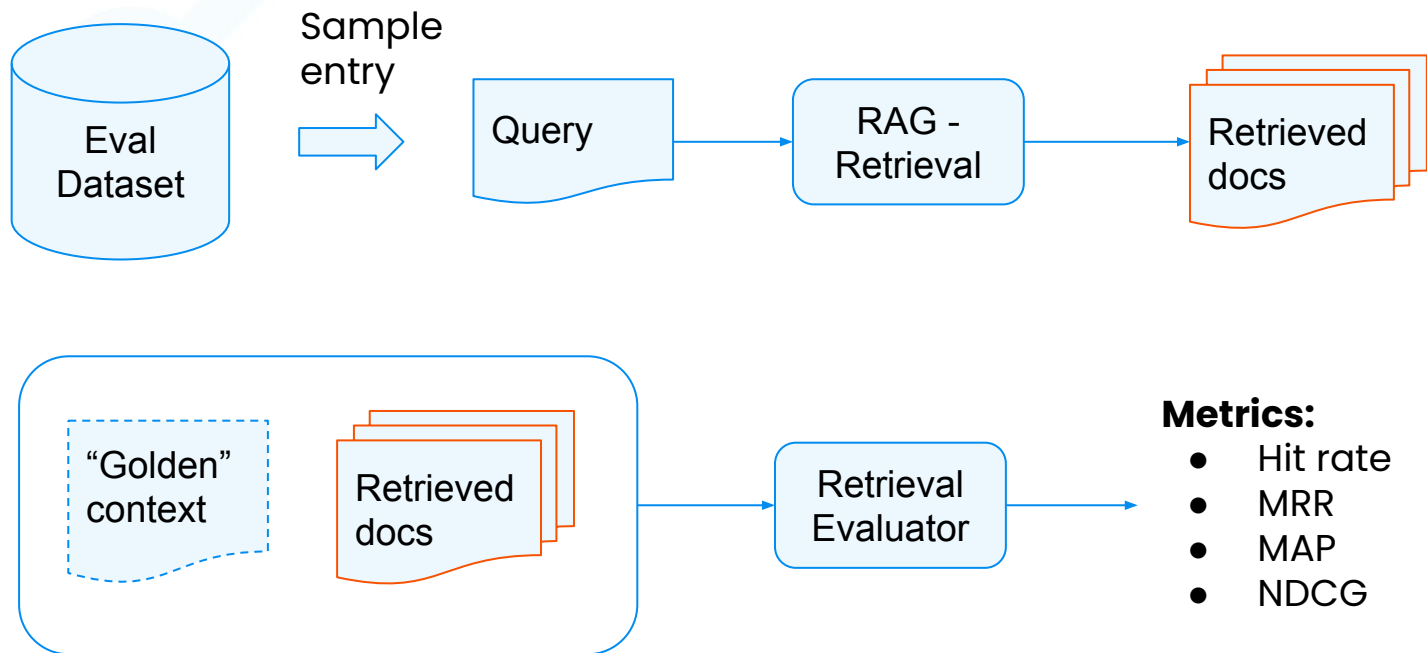 Sample
entry
Eval
Dataset
Query
RAG -
Retrieval
Retrieved
docs
“Golden”
context
Retrieved
docs
Retrieval
Evaluator
Metrics:
● Hit rate
● MRR
● MAP
● NDCG